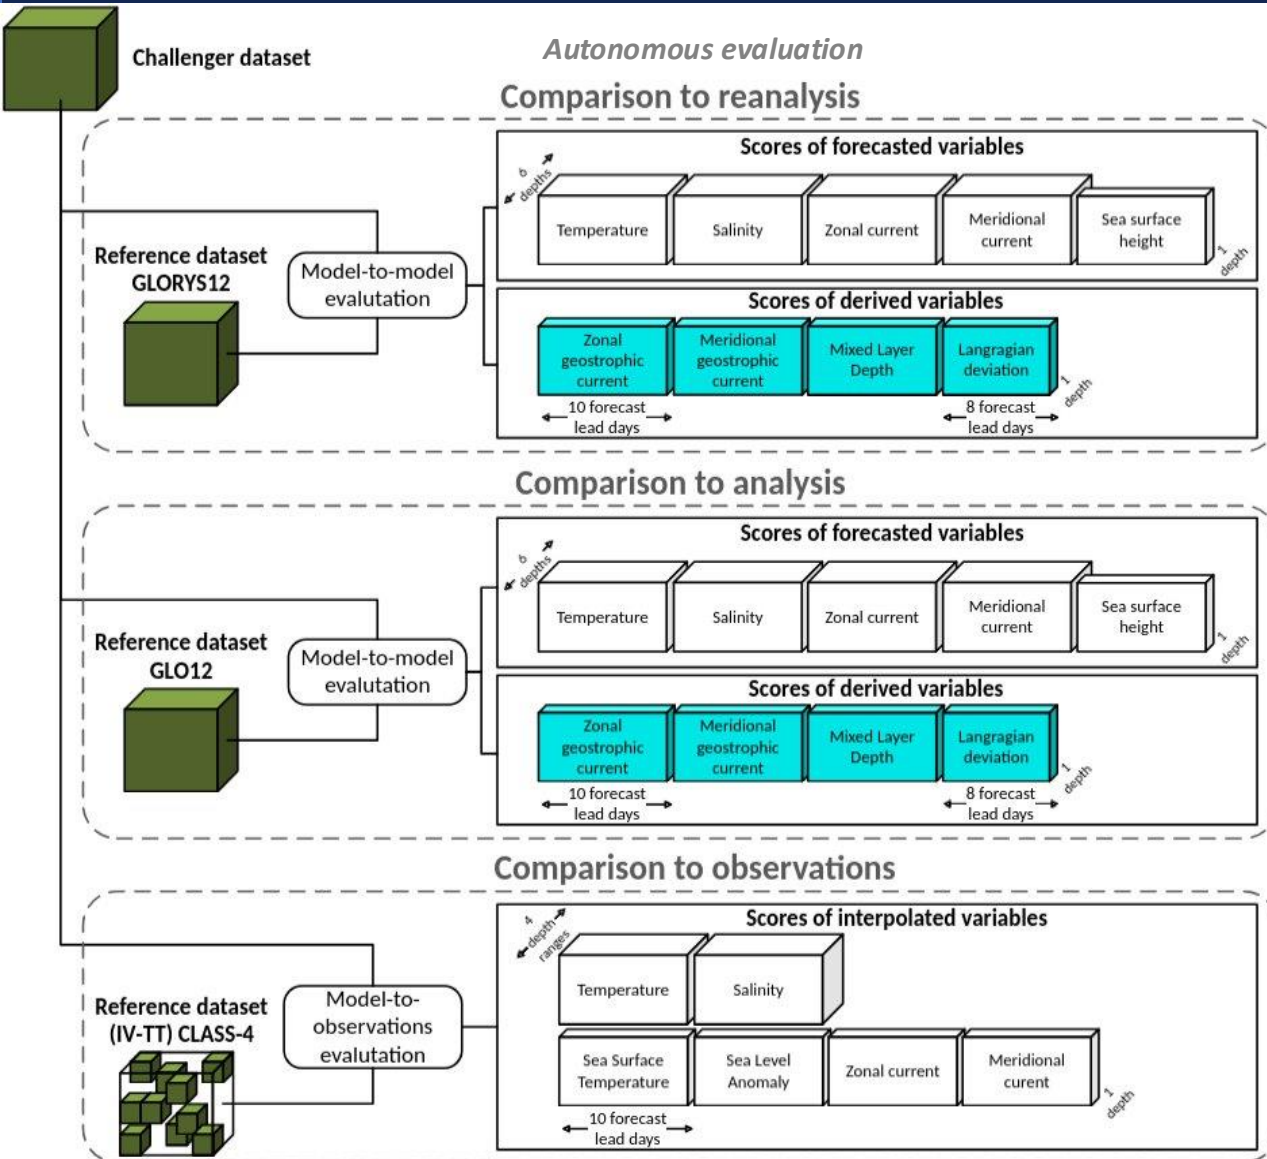 Challenger dataset
Autonomous evaluation
Comparison to reanalysis
Scores of forecasted variables
6
depths
Temperature
Salinity
Zonal current
Meridional
current
Sea surface
height
1
depth
Reference dataset
GLORYS12
Model-to-model
evalutation
Scores of derived variables
Zonal
geostrophic
current
Meridional
geostrophic
current
Mixed Layer
Depth
Langragian
deviation
1
depth
10 forecast
lead days
8 forecast
lead days
Comparison to analysis
Scores of forecasted variables
6
depths
Temperature
Salinity
Zonal current
Meridional
current
Sea surface
height
1
depth
Reference dataset
GLO12
Model-to-model
evalutation
Scores of derived variables
Zonal
geostrophic
current
Meridional
geostrophic
current
Mixed Layer
Depth
Langragian
deviation
1
depth
10 forecast
lead days
8 forecast
lead days
Comparison to observations
Scores of interpolated variables
4
depth
ranges
Temperature
Salinity
Reference dataset
(IV-TT) CLASS-4
Model-to-
observations
evalutation
Sea Surface
Temperature
Sea Level
Anomaly
Zonal current
Meridional
curent
1
depth
10 forecast
lead days